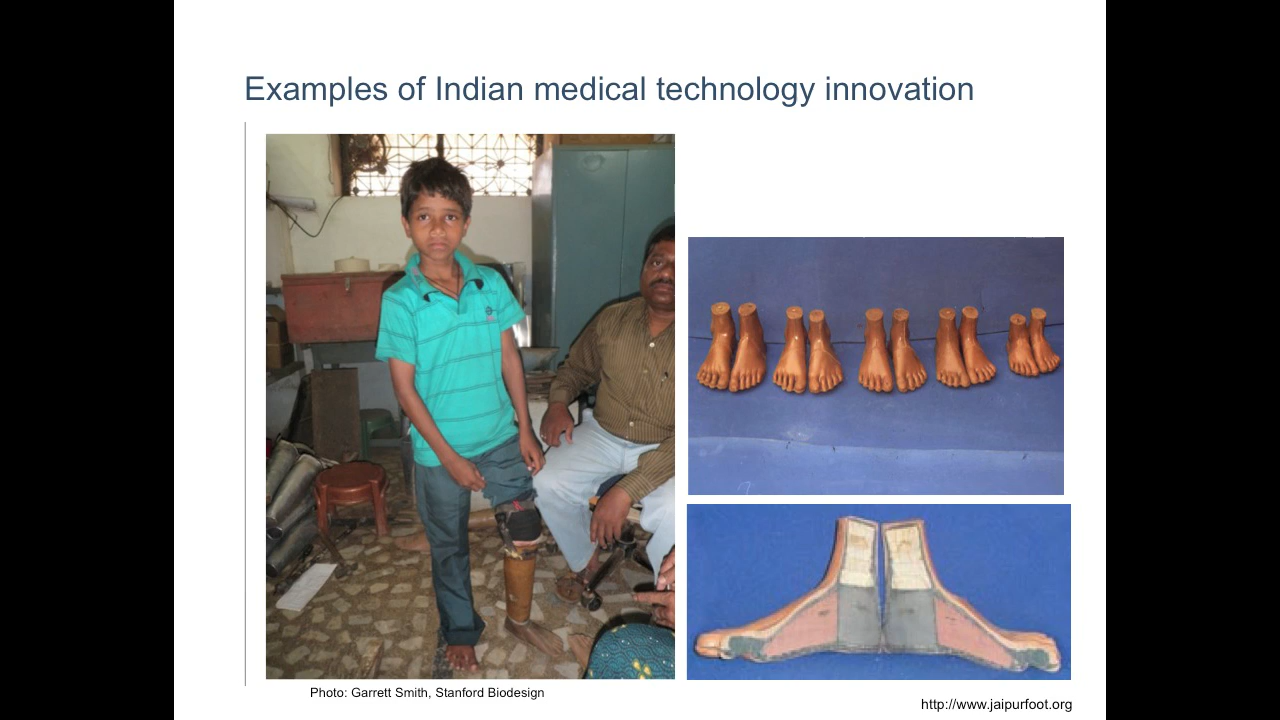 Examples of Indian medical technology innovation
Photo: Garrett Smith, Stanford Biodesign
http://www.jaipurfoot.org